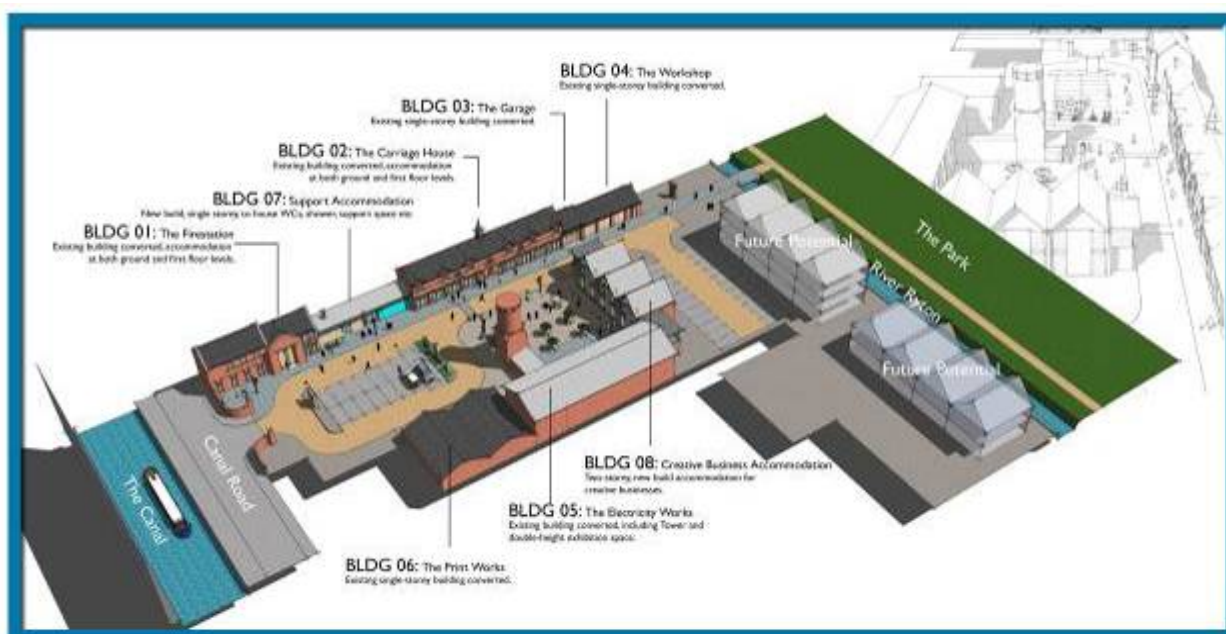 BLDG 04: The Workshop
Existing single-storey building converted.
BLDG 03: The Garage
Existing single-storey building converted.
BLDG 02: The Carriage House
Existing building converted, accommodation
at both ground and first floor levels.
BLDG 07: Support Accommodation
New build, single storey, to house WCs, shower, support space etc
BLDG 01: The Firestation
Existing building converted, accommodation
at both ground and first floor levels.
Future Potential
The Park
River Ryton
Future Potential
Canal Road
The Canal
BLDG 08: Creative Business Accommodation
Two storey, new build accommodation for
creative businesses.
BLDG 05: The Electricity Works
Existing building converted, including Tower and
double-height exhibition space.
BLDG 06: The Print Works
Existing single-storey building converted.